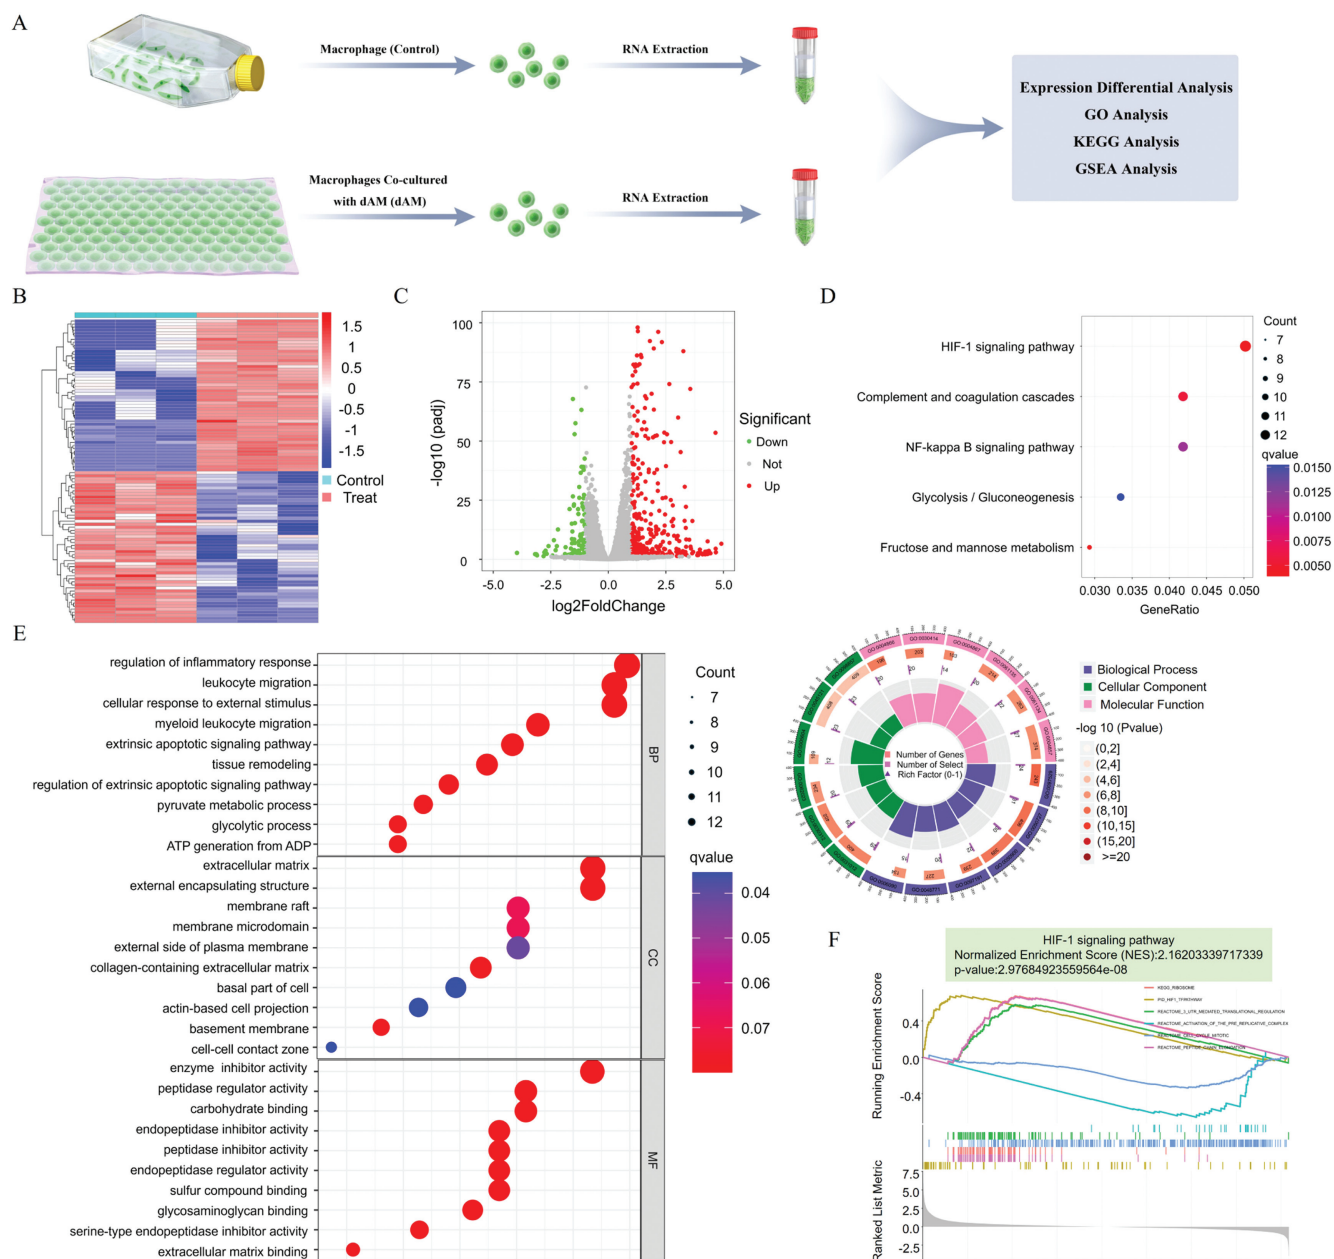 A
Macrophage (Control)
RNA Extraction
Expression Differential Analysis
GO Analysis
KEGG Analysis
GSEA Analysis
Macrophages Co-cultured
with dAM (dAM)
RNA Extraction
B
1.5
1
0.5
0
-0.5
-1
-1.5
Control
Treat
C
100
75
50
25
0
-log10 (padj)
-5.0
-2.5
0.0
2.5
5.0
log2FoldChange
Significant
Down
Not
Up
D
HIF-1 signaling pathway
Complement and coagulation cascades
NF-kappa B signaling pathway
Glycolysis / Gluconeogenesis
Fructose and mannose metabolism
0.030
0.035
0.040
0.045
0.050
GeneRatio
Count
7
8
9
10
11
12
qvalue
0.0150
0.0125
0.0100
0.0075
0.0050
E
regulation of inflammatory response
leukocyte migration
cellular response to external stimulus
myeloid leukocyte migration
extrinsic apoptotic signaling pathway
tissue remodeling
regulation of extrinsic apoptotic signaling pathway
pyruvate metabolic process
glycolytic process
ATP generation from ADP
BP
extracellular matrix
external encapsulating structure
membrane raft
membrane microdomain
external side of plasma membrane
collagen-containing extracellular matrix
basal part of cell
actin-based cell projection
basement membrane
cell-cell contact zone
CC
enzyme inhibitor activity
peptidase regulator activity
carbohydrate binding
endopeptidase inhibitor activity
peptidase inhibitor activity
endopeptidase regulator activity
sulfur compound binding
glycosaminoglycan binding
serine-type endopeptidase inhibitor activity
extracellular matrix binding
MF
Count
7
8
9
10
11
12
qvalue
0.04
0.05
0.06
0.07
GO:0030414
Number of Genes
Number of Select
Rich Factor (0-1)
Biological Process
Cellular Component
Molecular Function
-log 10 (Pvalue)
(0,2]
(2,4]
(4,6]
(6,8]
(8,10]
(10,15]
(15,20]
>=20
F
HIF-1 signaling pathway
Normalized Enrichment Score (NES):2.16203339717339
p-value:2.97684923559564e-08
Running Enrichment Score
0.4
0.0
-0.4
KEGG_RIBOSOME
PID_HIF1_TFPATHWAY
REACTOME_3_UTR_MEDIATED_TRANSLATIONAL_REGULATION
REACTOME_ACTIVATION_OF_THE_PRE_REPLICATIVE_COMPLEX
REACTOME_CELL_CYCLE_MITOTIC
REACTOME_PEPTIDE_CHAIN_ELONGATION
Ranked List Metric
7.5
5.0
2.5
0.0
-2.5